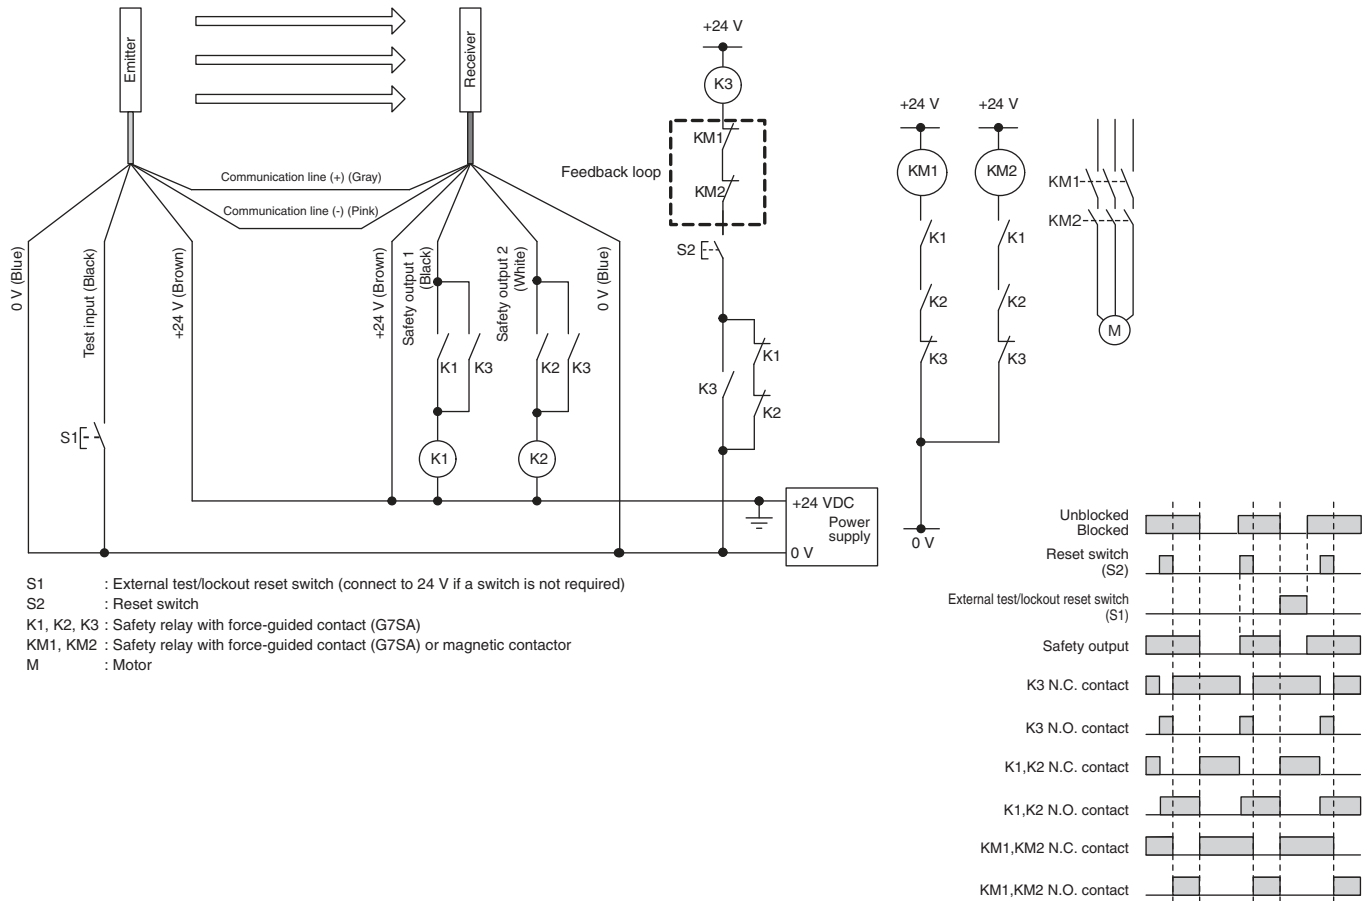 Emitter
Receiver
Communication line (+) (Gray)
Communication line (-) (Pink)
0 V (Blue)
Test input (Black)
+24 V (Brown)
+24 V (Brown)
Safety output 1
(Black)
Safety output 2
(White)
0 V (Blue)
S1
K1
K3
K2
K3
K1
K2
+24 V
K3
KM1
KM2
Feedback loop
S2
K3
K1
K2
+24 VDC
Power
supply
0 V
+24 V
+24 V
KM1
KM2
K1
K1
K2
K2
K3
K3
0 V
KM1
KM2
M
S1 : External test/lockout reset switch (connect to 24 V if a switch is not required)
S2 : Reset switch
K1, K2, K3 : Safety relay with force-guided contact (G7SA)
KM1, KM2 : Safety relay with force-guided contact (G7SA) or magnetic contactor
M : Motor
Unblocked
Blocked
Reset switch
(S2)
External test/lockout reset switch
(S1)
Safety output
K3 N.C. contact
K3 N.O. contact
K1,K2 N.C. contact
K1,K2 N.O. contact
KM1,KM2 N.C. contact
KM1,KM2 N.O. contact